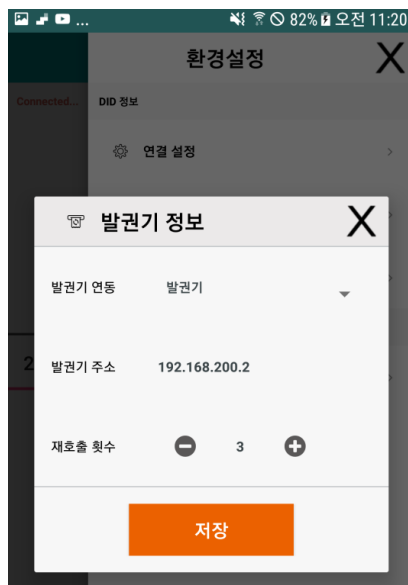 ... 82% 오전 11:20
환경설정 X
Connected... DID 정보
연결 설정 >
발권기 정보 X
발권기 연동 발권기
2
발권기 주소 192.168.200.2
재호출 횟수 3
저장